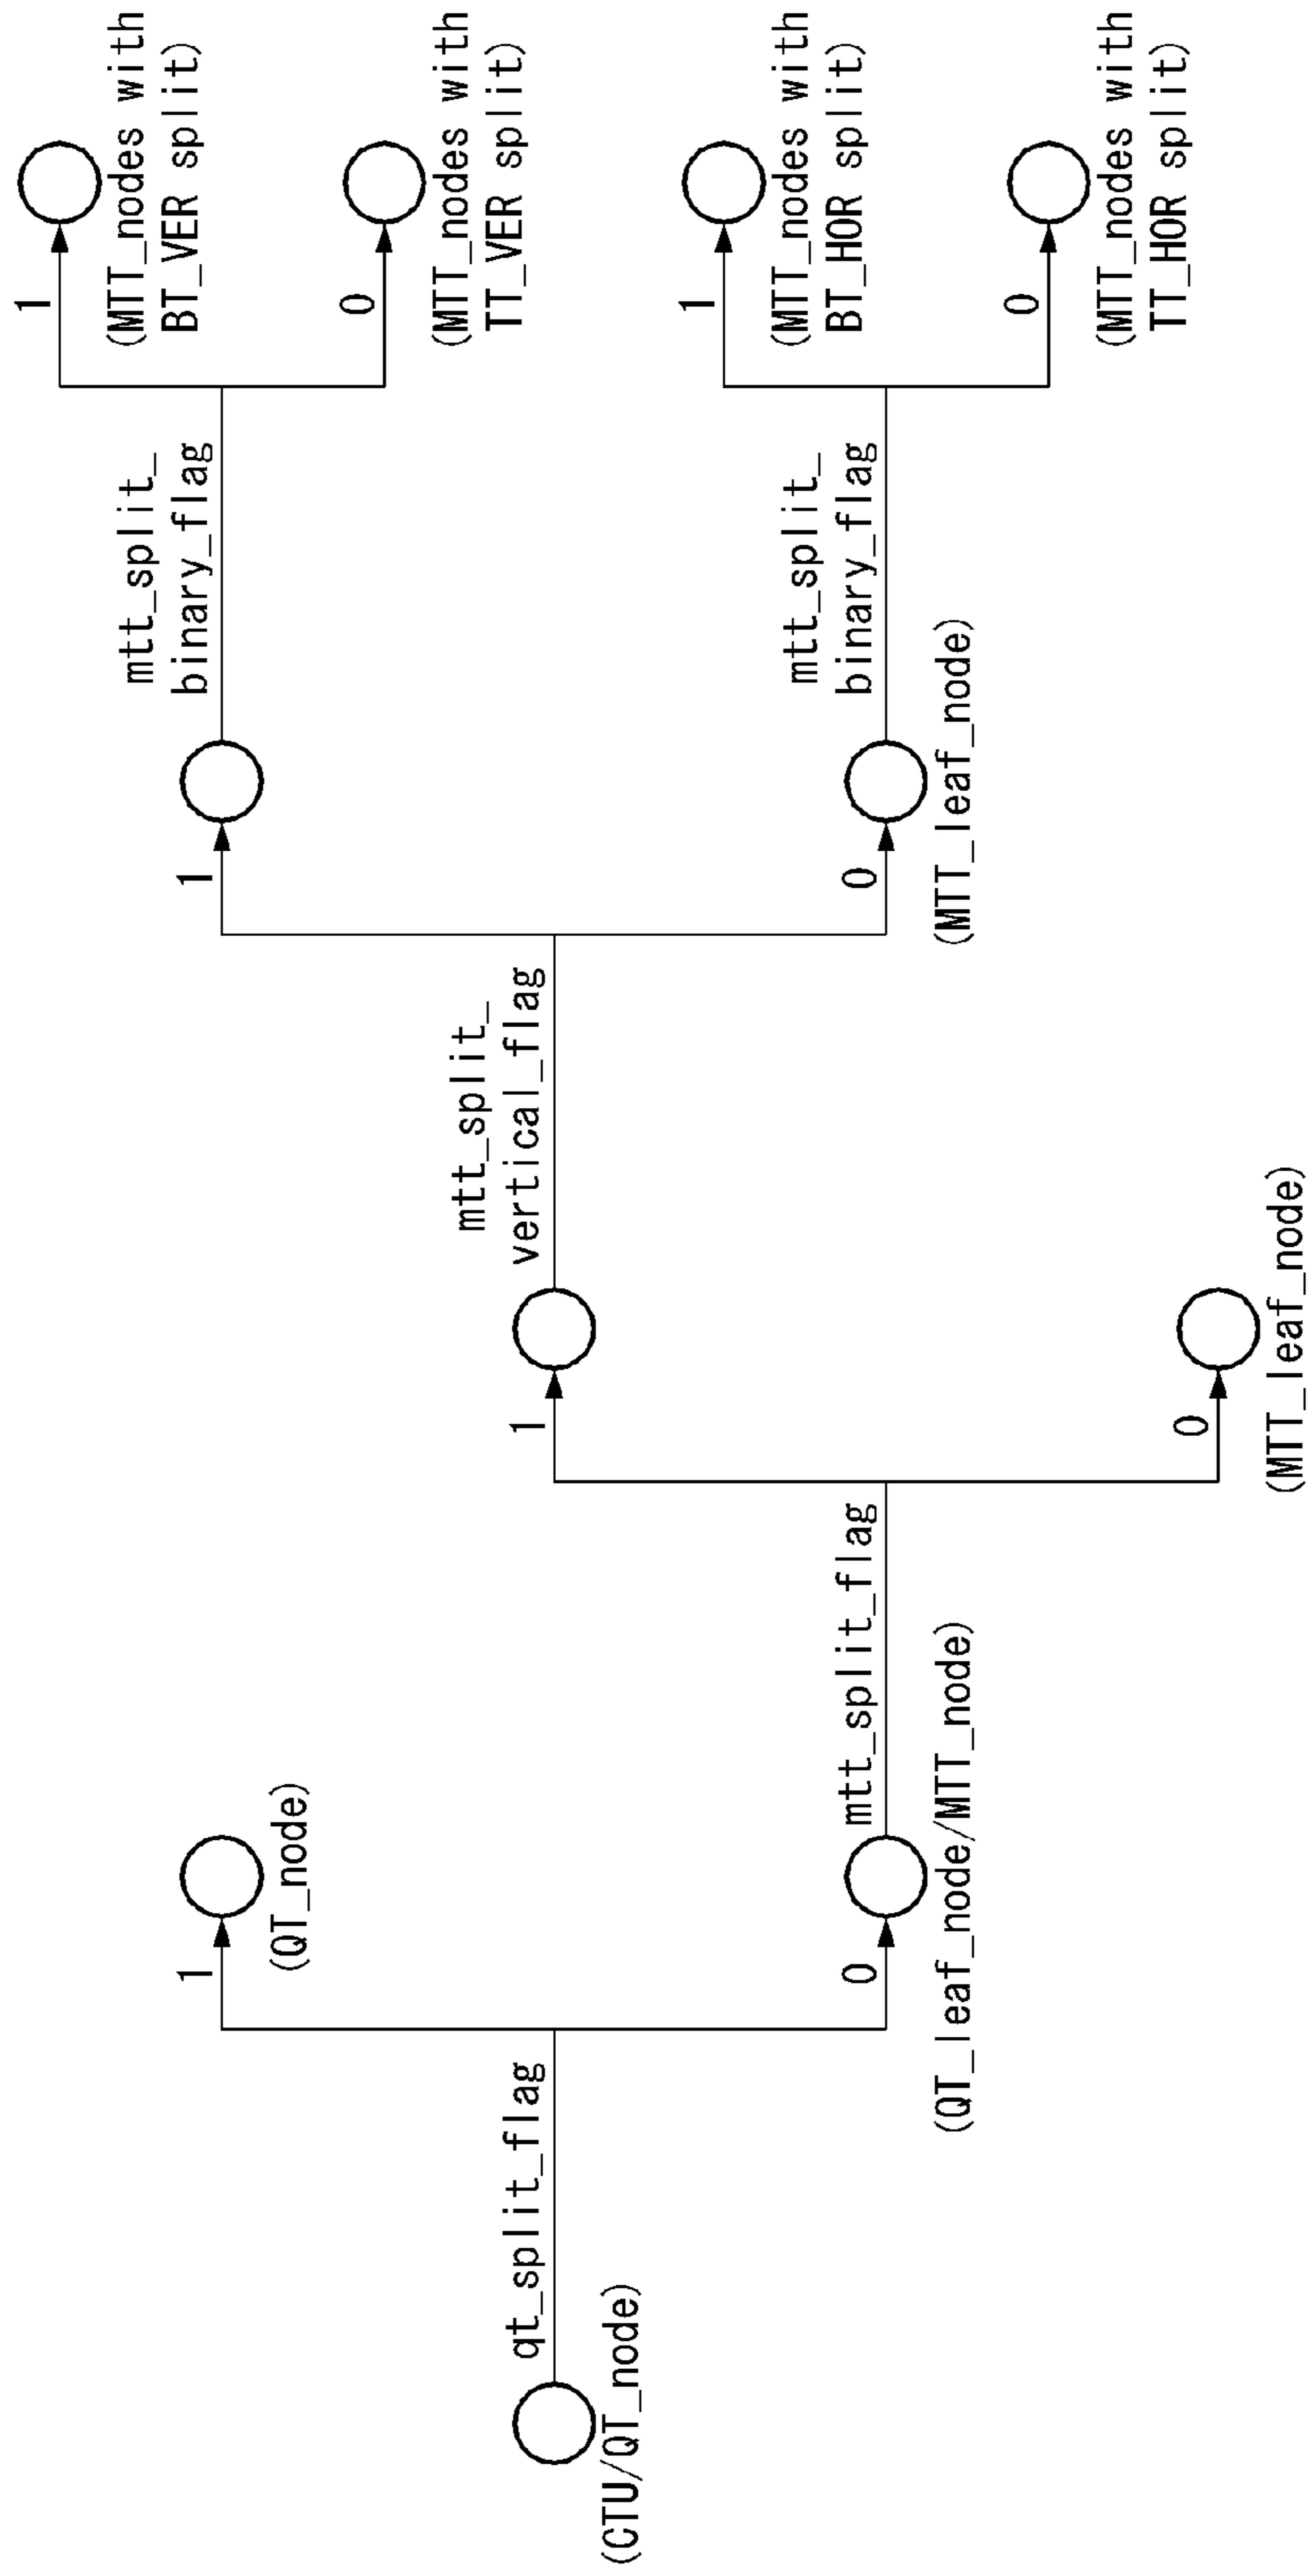 (CTU/QT_node)
qt_split_flag
1
(QT_node)
0
(QT_leaf_node/MTT_node)
mtt_split_flag
1
0
(MTT_leaf_node)
mtt_split_
vertical_flag
1
0
(MTT_leaf_node)
mtt_split_
binary_flag
1
(MTT_nodes with
BT_VER split)
0
(MTT_nodes with
TT_VER split)
mtt_split_
binary_flag
1
(MTT_nodes with
BT_HOR split)
0
(MTT_nodes with
TT_HOR split)